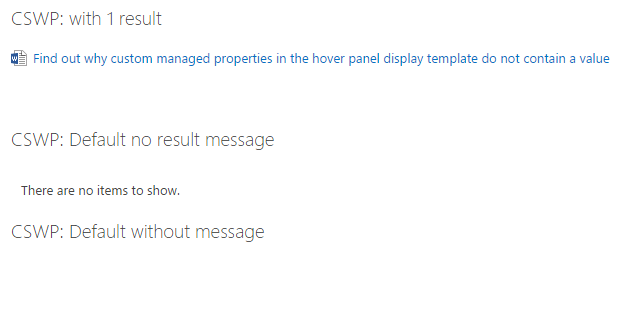 CSWP: with 1 result
Find out why custom managed properties in the hover panel display template do not contain a value
CSWP: Default no result message
There are no items to show.
CSWP: Default without message